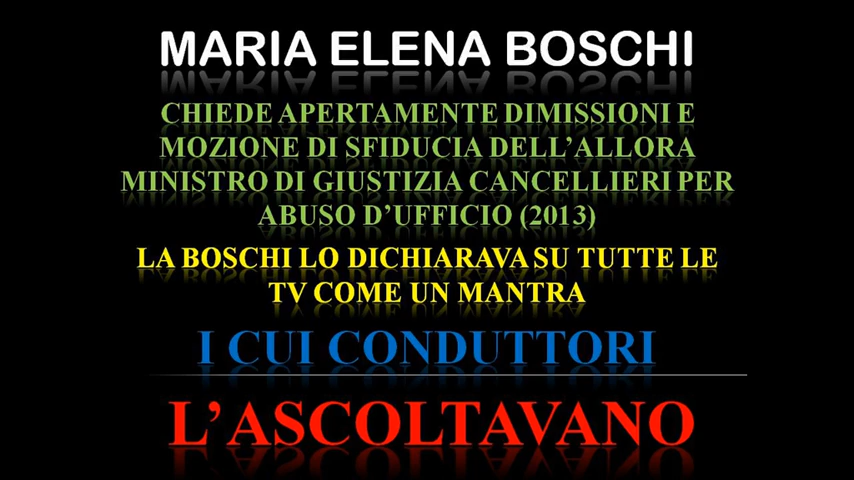 MARIA ELENA BOSCHI
CHIEDE APERTAMENTE DIMISSIONI E
MOZIONE DI SFIDUCIA DELL’ALLORA
MINISTRO DI GIUSTIZIA CANCELLIERI PER
ABUSO D’UFFICIO (2013)
LA BOSCHI LO DICHIARAVA SU TUTTE LE
TV COME UN MANTRA
I CUI CONDUTTORI
L’ASCOLTAVANO